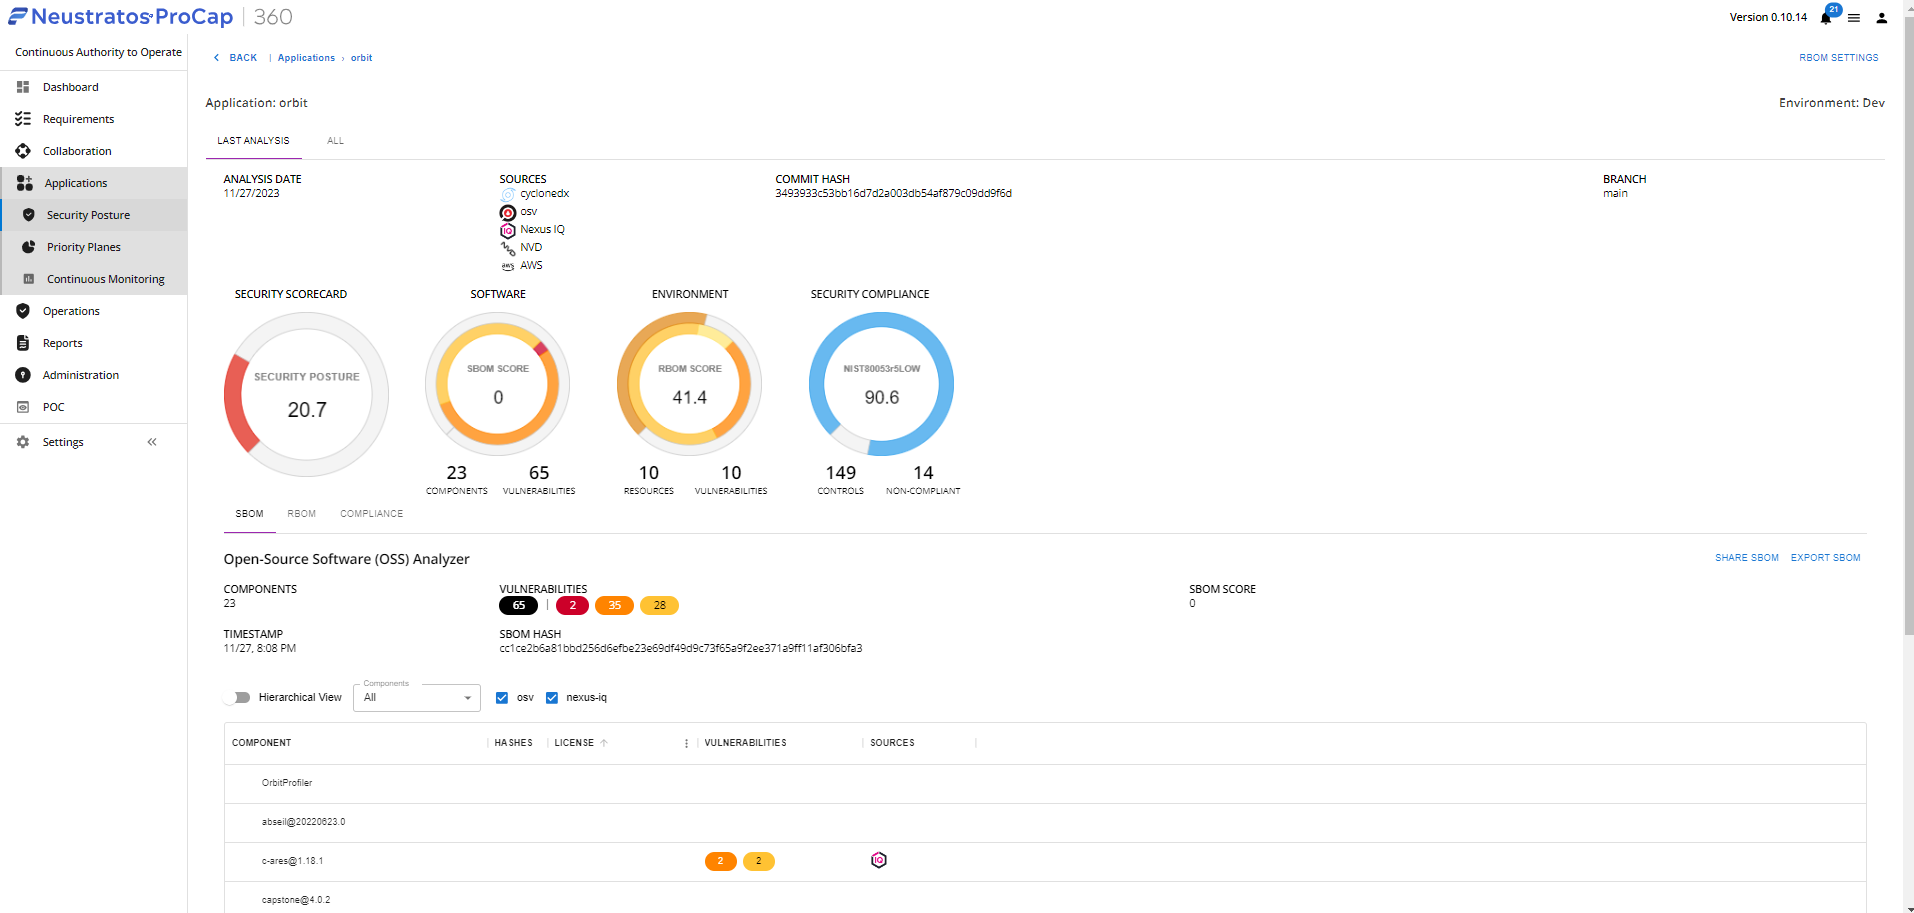 Neustratos ProCap | 360
Version 0.10.14
21
Continuous Authority to Operate
Dashboard
Requirements
Collaboration
Applications
Security Posture
Priority Planes
Continuous Monitoring
Operations
Reports
Administration
POC
Settings
BACK | Applications › orbit
RBOM SETTINGS
Application: orbit
Environment: Dev
LAST ANALYSIS
ALL
ANALYSIS DATE
11/27/2023
SOURCES
cyclonedx
osv
IQ Nexus IQ
NVD
aws AWS
COMMIT HASH
3493933c53bb16d7d2a003db54af879c09dd9f6d
BRANCH
main
SECURITY SCORECARD
SECURITY POSTURE
20.7
SOFTWARE
SBOM SCORE
0
23
COMPONENTS
65
VULNERABILITIES
ENVIRONMENT
RBOM SCORE
41.4
10
RESOURCES
10
VULNERABILITIES
SECURITY COMPLIANCE
NIST80053r5LOW
90.6
149
CONTROLS
14
NON-COMPLIANT
SBOM
RBOM
COMPLIANCE
Open-Source Software (OSS) Analyzer
SHARE SBOM
EXPORT SBOM
COMPONENTS
23
VULNERABILITIES
65 | 2 35 28
SBOM SCORE
0
TIMESTAMP
11/27, 8:08 PM
SBOM HASH
cc1ce2b6a81bbd256d6efbe23e69df49d9c73f65a9f2ee371a9ff11af306bfa3
Hierarchical View
Components
All
osv
nexus-iq
COMPONENT
HASHES
LICENSE
VULNERABILITIES
SOURCES
OrbitProfiler
abseil@20220623.0
c-ares@1.18.1
2 2
IQ
capstone@4.0.2